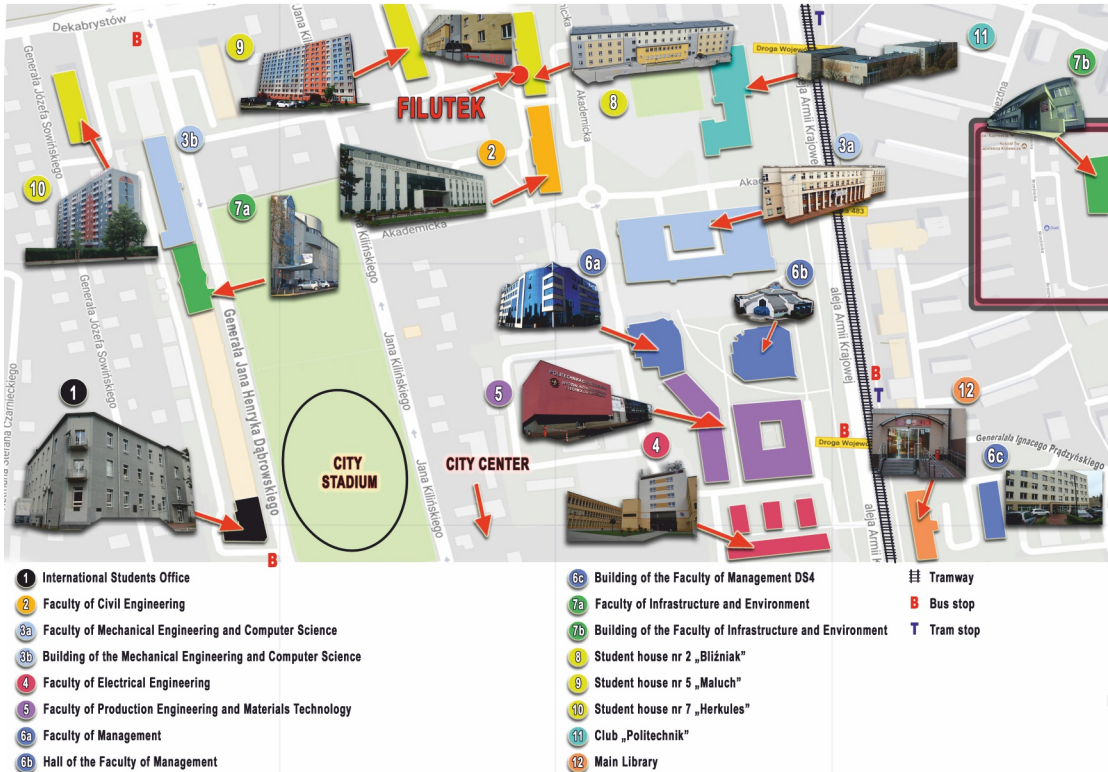 Dekabrystów
B
T
9
11
7b
Droga Wojew
8
FILUTEK
Akademicka
Generała Józefa Sowińskiego
3b
2
3a
10
7a
Akademicka
aleja Armii Krajowej
6a
6b
Generała Józefa Sowińskiego
Jana Kilińskiego
Jana Kilińskiego
Generała Jana Henryka Dąbrowskiego
aleja Armii Krajowej
1
5
B
T
12
4
B
Droga Wojew
Generała Ignacego Prądzyńskiego
6c
CITY
STADIUM
CITY CENTER
Jana Kilińskiego
B
1 International Students Office
2 Faculty of Civil Engineering
3a Faculty of Mechanical Engineering and Computer Science
3b Building of the Mechanical Engineering and Computer Science
4 Faculty of Electrical Engineering
5 Faculty of Production Engineering and Materials Technology
6a Faculty of Management
6b Hall of the Faculty of Management
6c Building of the Faculty of Management DS4
7a Faculty of Infrastructure and Environment
7b Building of the Faculty of Infrastructure and Environment
8 Student house nr 2 „Bliźniak”
9 Student house nr 5 „Maluch”
10 Student house nr 7 „Herkules”
11 Club „Politechnik”
12 Main Library
Tramway
B Bus stop
T Tram stop